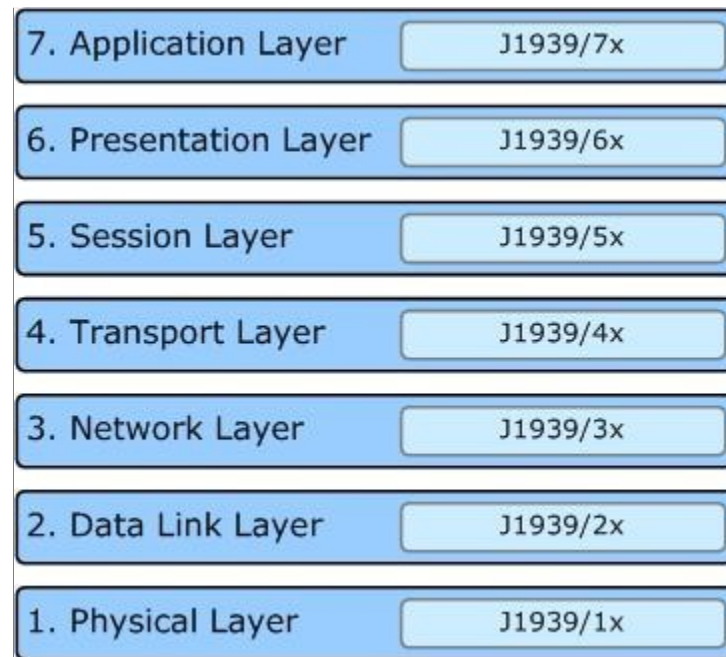 7. Application Layer J1939/7x
6. Presentation Layer J1939/6x
5. Session Layer J1939/5x
4. Transport Layer J1939/4x
3. Network Layer J1939/3x
2. Data Link Layer J1939/2x
1. Physical Layer J1939/1x